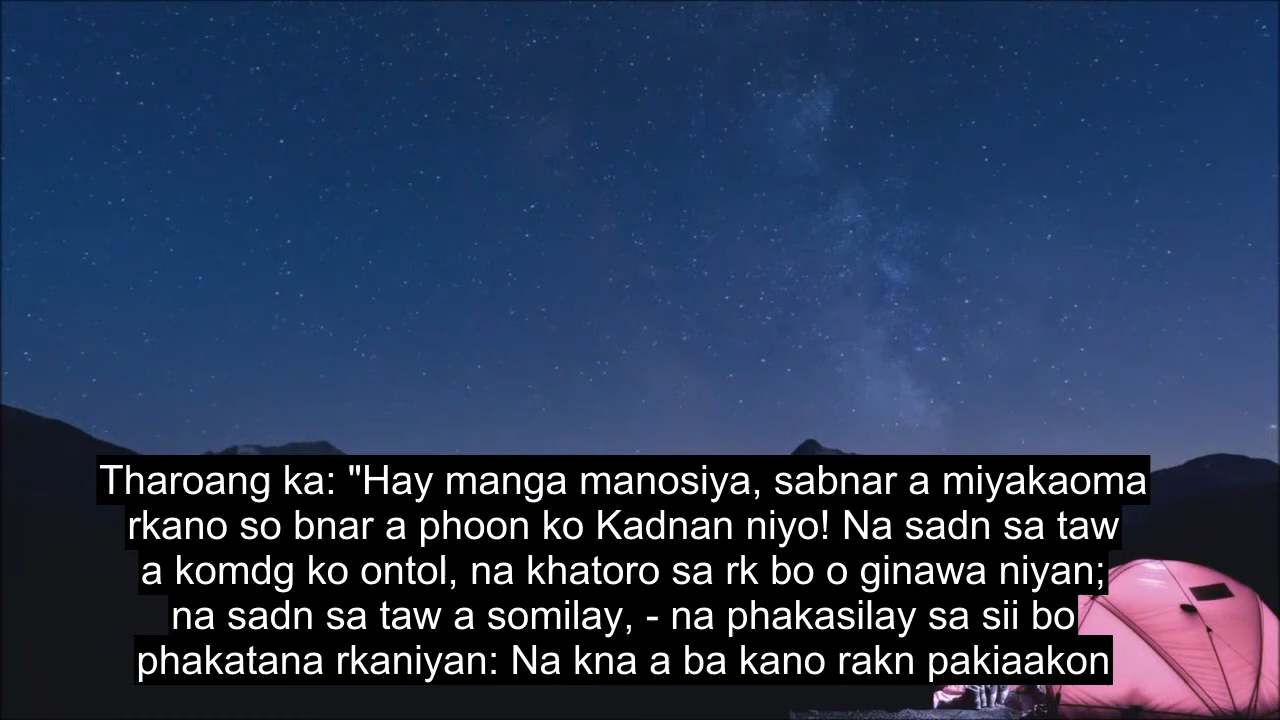 Tharoang ka: "Hay manga manosiya, sabnar a miyakaoma
rkano so bnar a phoon ko Kadnan niyo! Na sadn sa taw
a komdg ko ontol, na khatoro sa rk bo o ginawa niyan;
na sadn sa taw a somilay, - na phakasilay sa sii bo
phakatana rkaniyan: Na kna a ba kano rakn pakiaakon